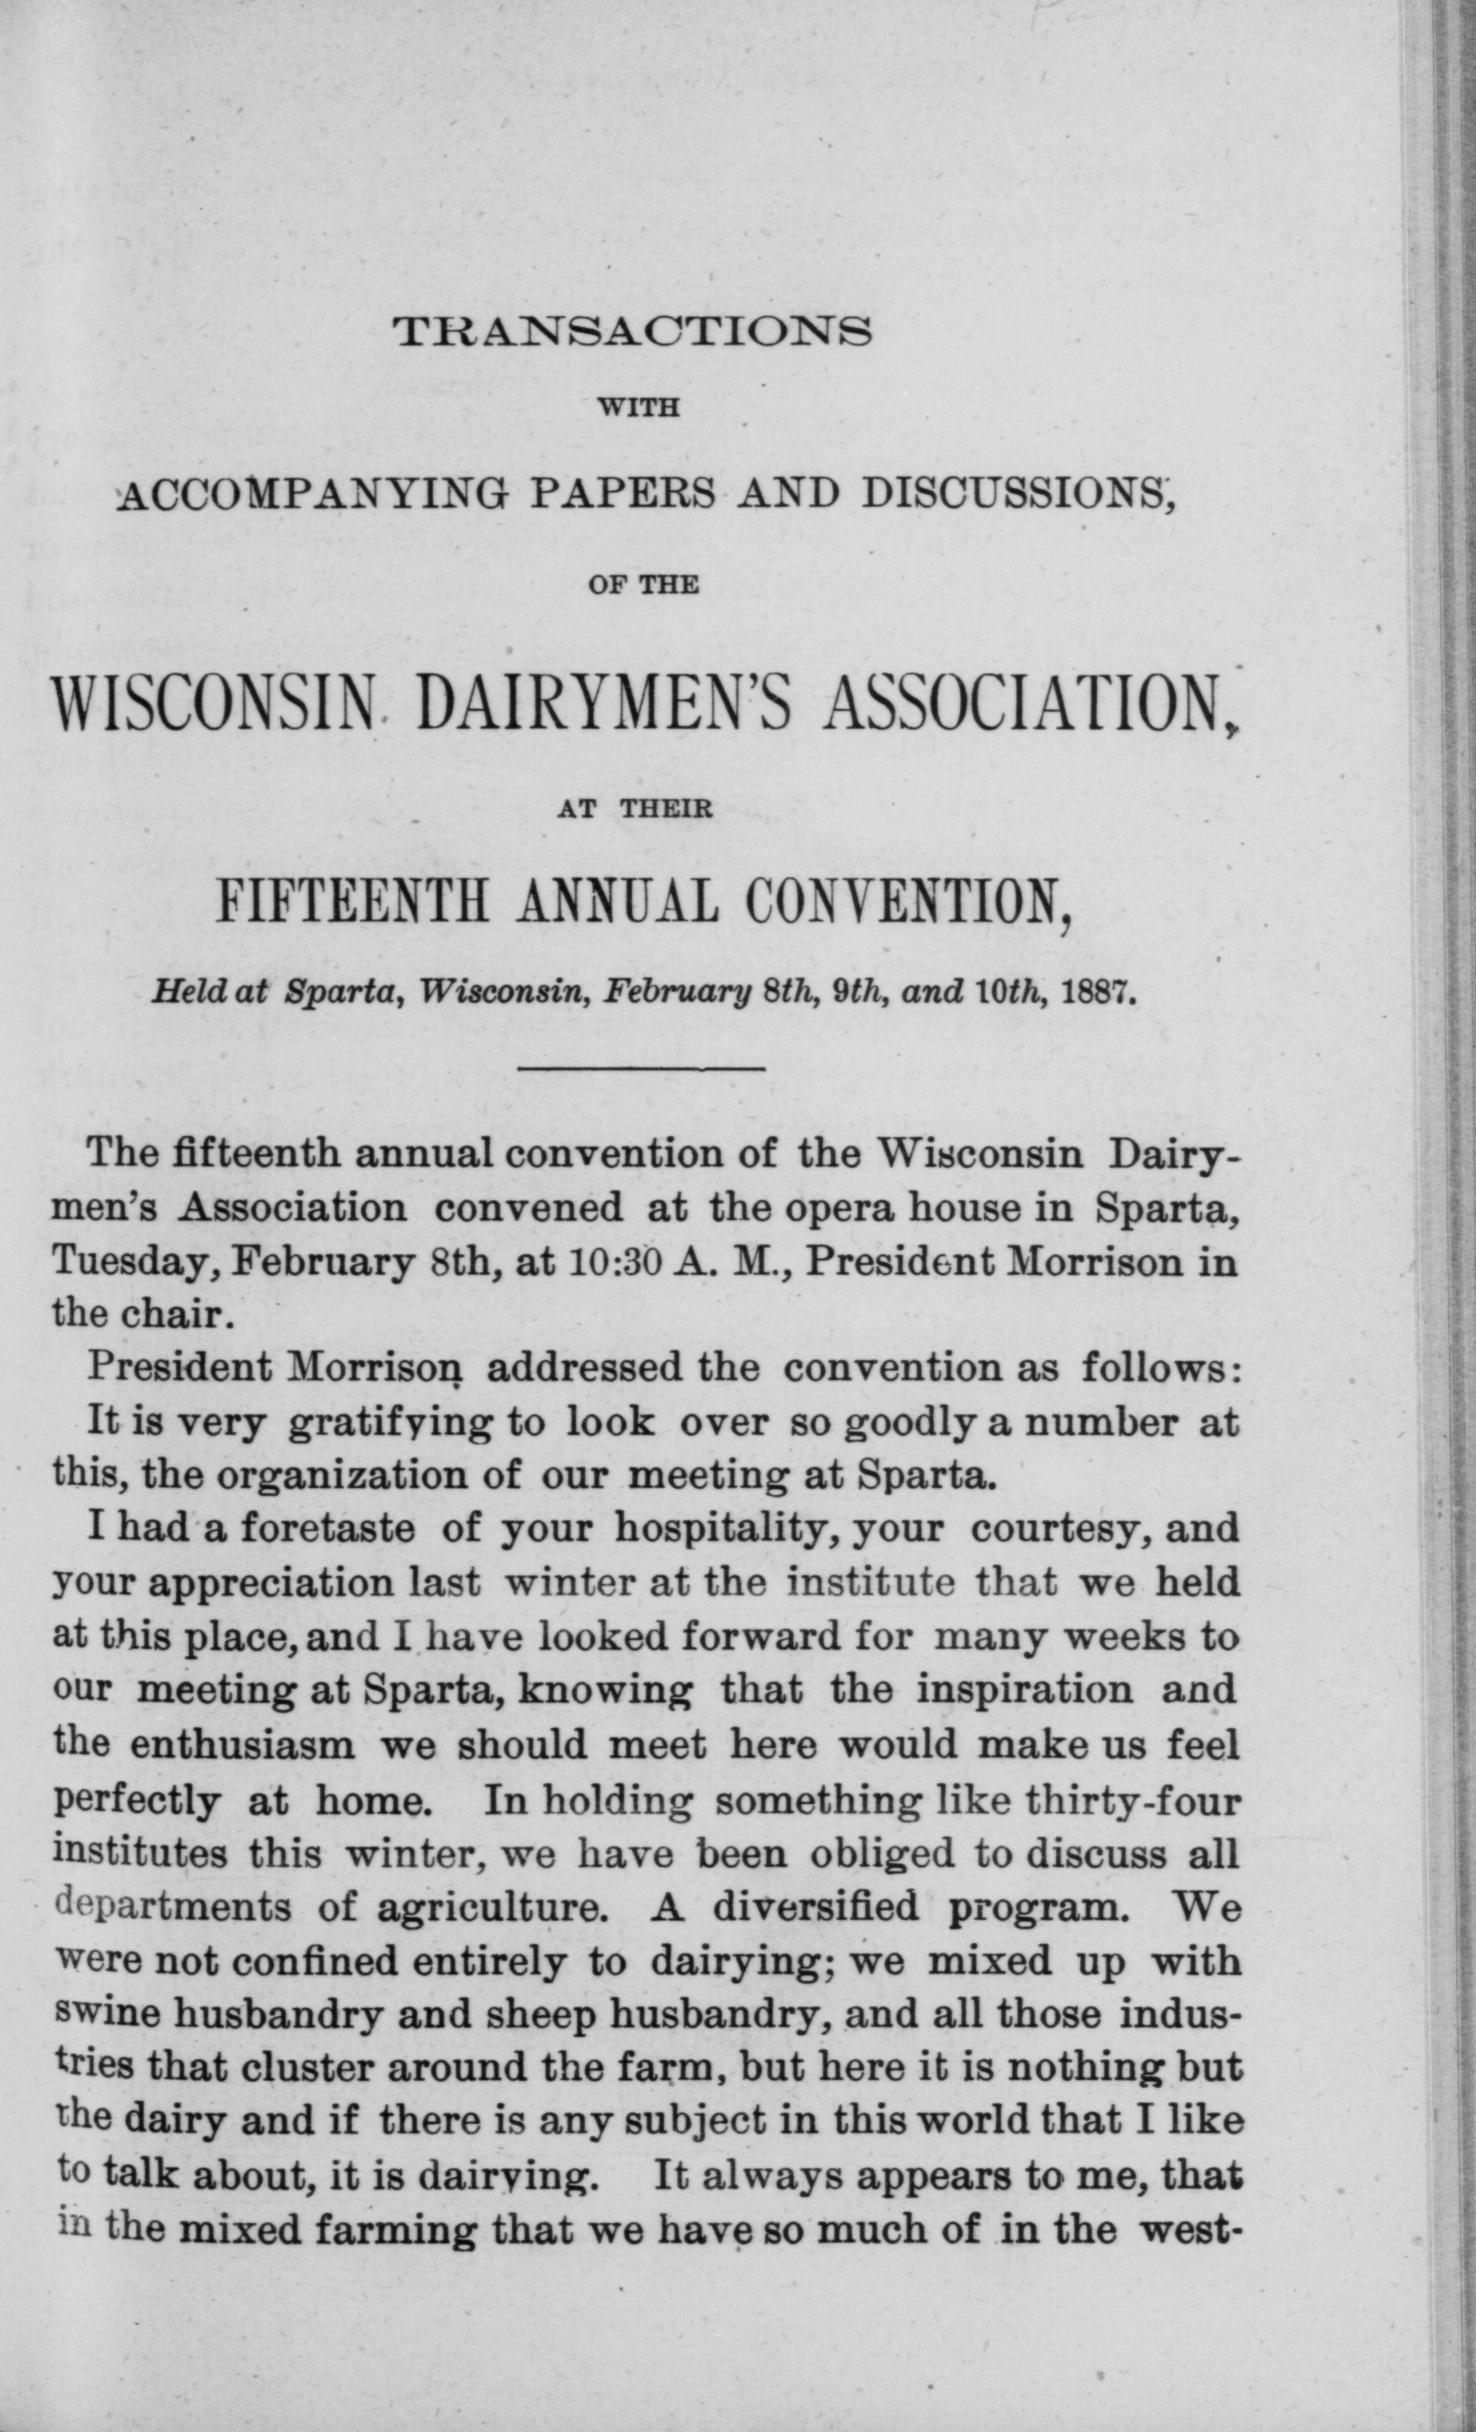 TRANSACTIONS
WITH
ACCOMPANYING PAPERS AND DISCUSSIONS,
OF THE
WISCONSIN DAIRYMEN'S ASSOCIATION,
AT THEIR
FIFTEENTH ANNUAL CONVENTION,
Held at Sparta, Wisconsin, February 8th, 9th, and 10th, 1887.
The fifteenth annual convention of the Wisconsin Dairy-
men's Association convened at the opera house in Sparta,
Tuesday, February 8th, at 10:30 A. M., President Morrison in
the chair.
President Morrison addressed the convention as follows:
It is very gratifying to look over so goodly a number at
this, the organization of our meeting at Sparta.
I had a foretaste of your hospitality, your courtesy, and
your appreciation last winter at the institute that we held
at this place, and I have looked forward for many weeks to
our meeting at Sparta, knowing that the inspiration and
the enthusiasm we should meet here would make us feel
perfectly at home. In holding something like thirty-four
institutes this winter, we have been obliged to discuss all
departments of agriculture. A diversified program. We
were not confined entirely to dairying; we mixed up with
swine husbandry and sheep husbandry, and all those indus-
tries that cluster around the farm, but here it is nothing but
the dairy and if there is any subject in this world that I like
to talk about, it is dairying. It always appears to me, that
in the mixed farming that we have so much of in the west-